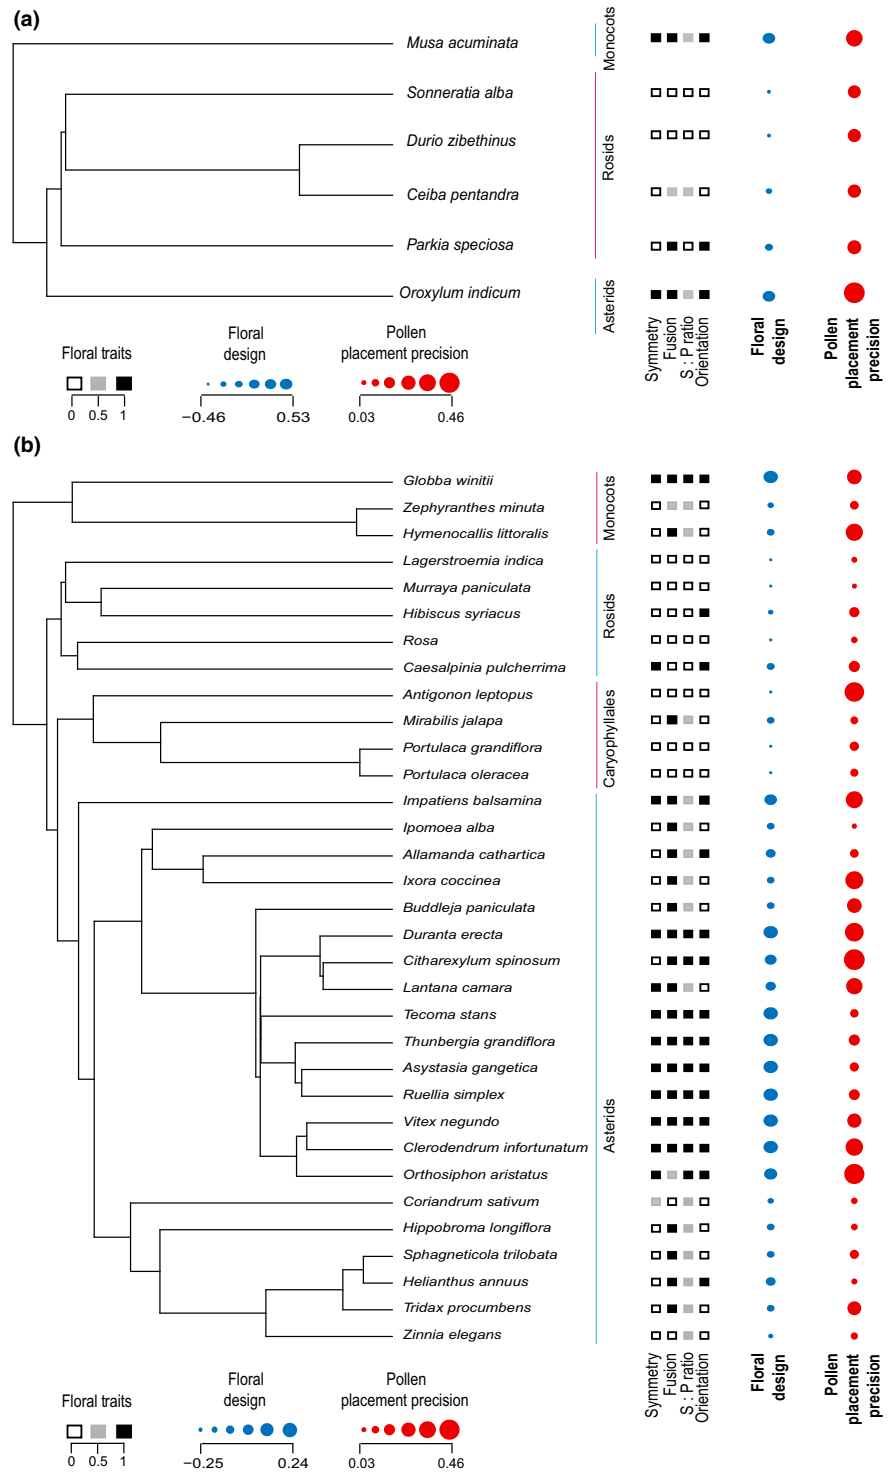 (a)
Musa acuminata
Sonneratia alba
Durio zibethinus
Ceiba pentandra
Parkia speciosa
Oroxylum indicum
Monocots
Rosids
Asterids
Symmetry
Fusion
S : P ratio
Orientation
Floral
design
Pollen
placement
precision
Floral traits
0 0.5 1
Floral
design
−0.46 0.53
Pollen
placement precision
0.03 0.46
(b)
Globba winitii
Zephyranthes minuta
Hymenocallis littoralis
Lagerstroemia indica
Murraya paniculata
Hibiscus syriacus
Rosa
Caesalpinia pulcherrima
Antigonon leptopus
Mirabilis jalapa
Portulaca grandiflora
Portulaca oleracea
Impatiens balsamina
Ipomoea alba
Allamanda cathartica
Ixora coccinea
Buddleja paniculata
Duranta erecta
Citharexylum spinosum
Lantana camara
Tecoma stans
Thunbergia grandiflora
Asystasia gangetica
Ruellia simplex
Vitex negundo
Clerodendrum infortunatum
Orthosiphon aristatus
Coriandrum sativum
Hippobroma longiflora
Sphagneticola trilobata
Helianthus annuus
Tridax procumbens
Zinnia elegans
Monocots
Rosids
Caryophyllales
Asterids
Symmetry
Fusion
S : P ratio
Orientation
Floral
design
Pollen
placement
precision
Floral traits
0 0.5 1
Floral
design
−0.25 0.24
Pollen
placement precision
0.03 0.46